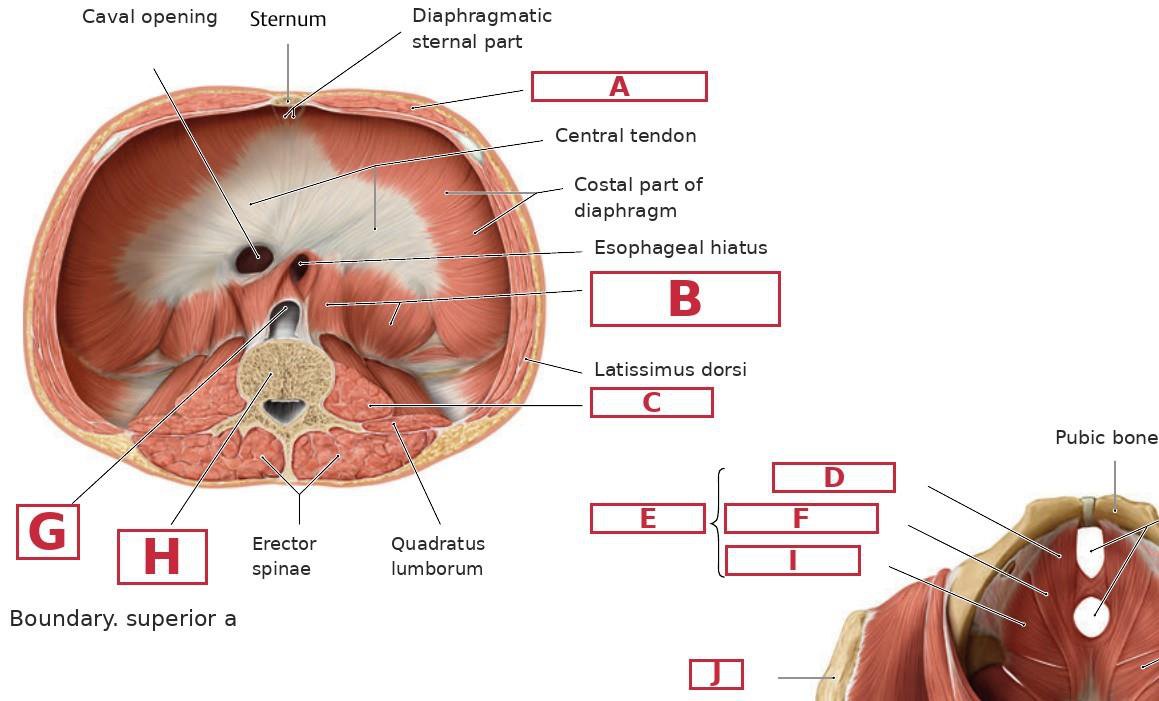 Caval opening
Sternum
Diaphragmatic
sternal part
A
Central tendon
Costal part of
diaphragm
Esophageal hiatus
B
Latissimus dorsi
C
Pubic bone
D
E
F
I
G
H
Erector
spinae
Quadratus
lumborum
Boundary. superior a
J